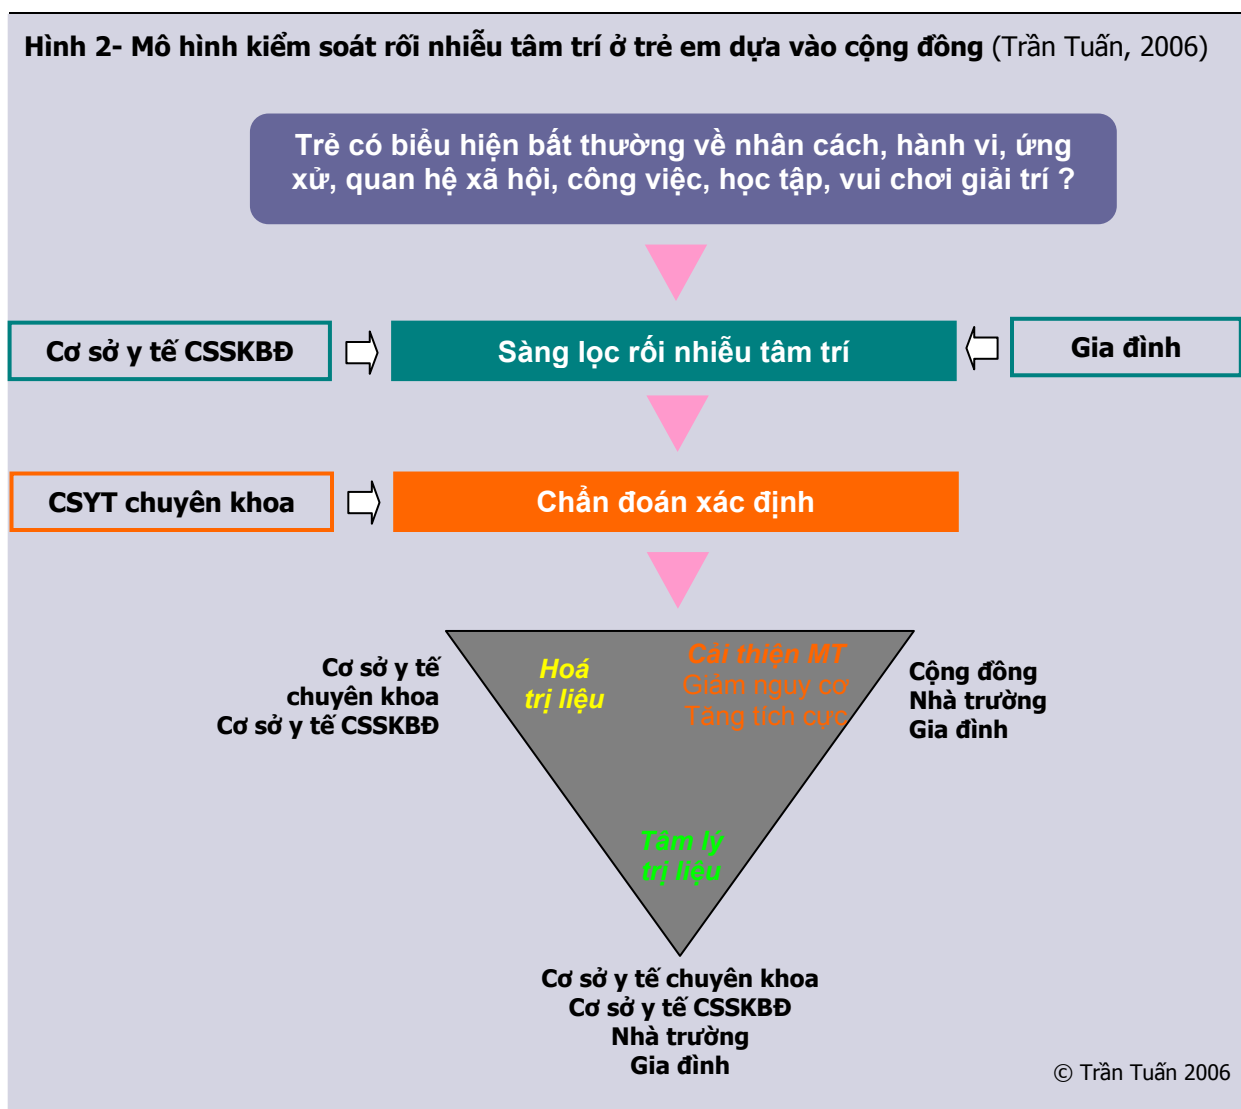 Hình 2- Mô hình kiểm soát rối nhiễu tâm trí ở trẻ em dựa vào cộng đồng (Trần Tuấn, 2006)
Trẻ có biểu hiện bất thường về nhân cách, hành vi, ứng
xử, quan hệ xã hội, công việc, học tập, vui chơi giải trí ?
Cơ sở y tế CSSKBĐ
Sàng lọc rối nhiễu tâm trí
Gia đình
CSYT chuyên khoa
Chẩn đoán xác định
Cơ sở y tế
chuyên khoa
Cơ sở y tế CSSKBĐ
Hoá
trị liệu
Cải thiện MT
Giảm nguy cơ
Tăng tích cực
Cộng đồng
Nhà trường
Gia đình
Tâm lý
trị liệu
Cơ sở y tế chuyên khoa
Cơ sở y tế CSSKBĐ
Nhà trường
Gia đình
© Trần Tuấn 2006